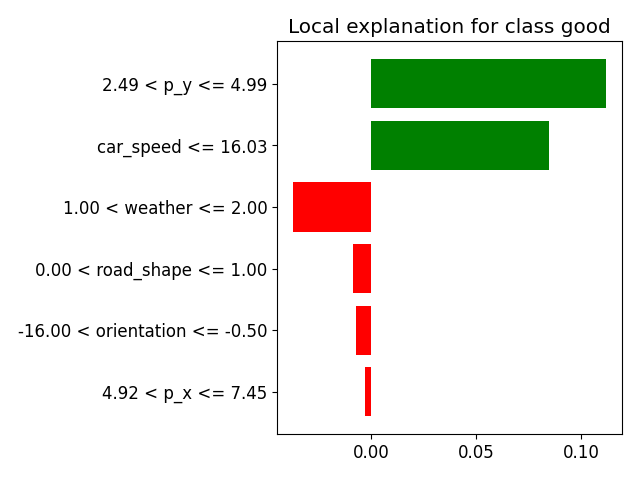 Local explanation for class good
2.49 < p_y <= 4.99
car_speed <= 16.03
1.00 < weather <= 2.00
0.00 < road_shape <= 1.00
-16.00 < orientation <= -0.50
4.92 < p_x <= 7.45
0.00 0.05 0.10